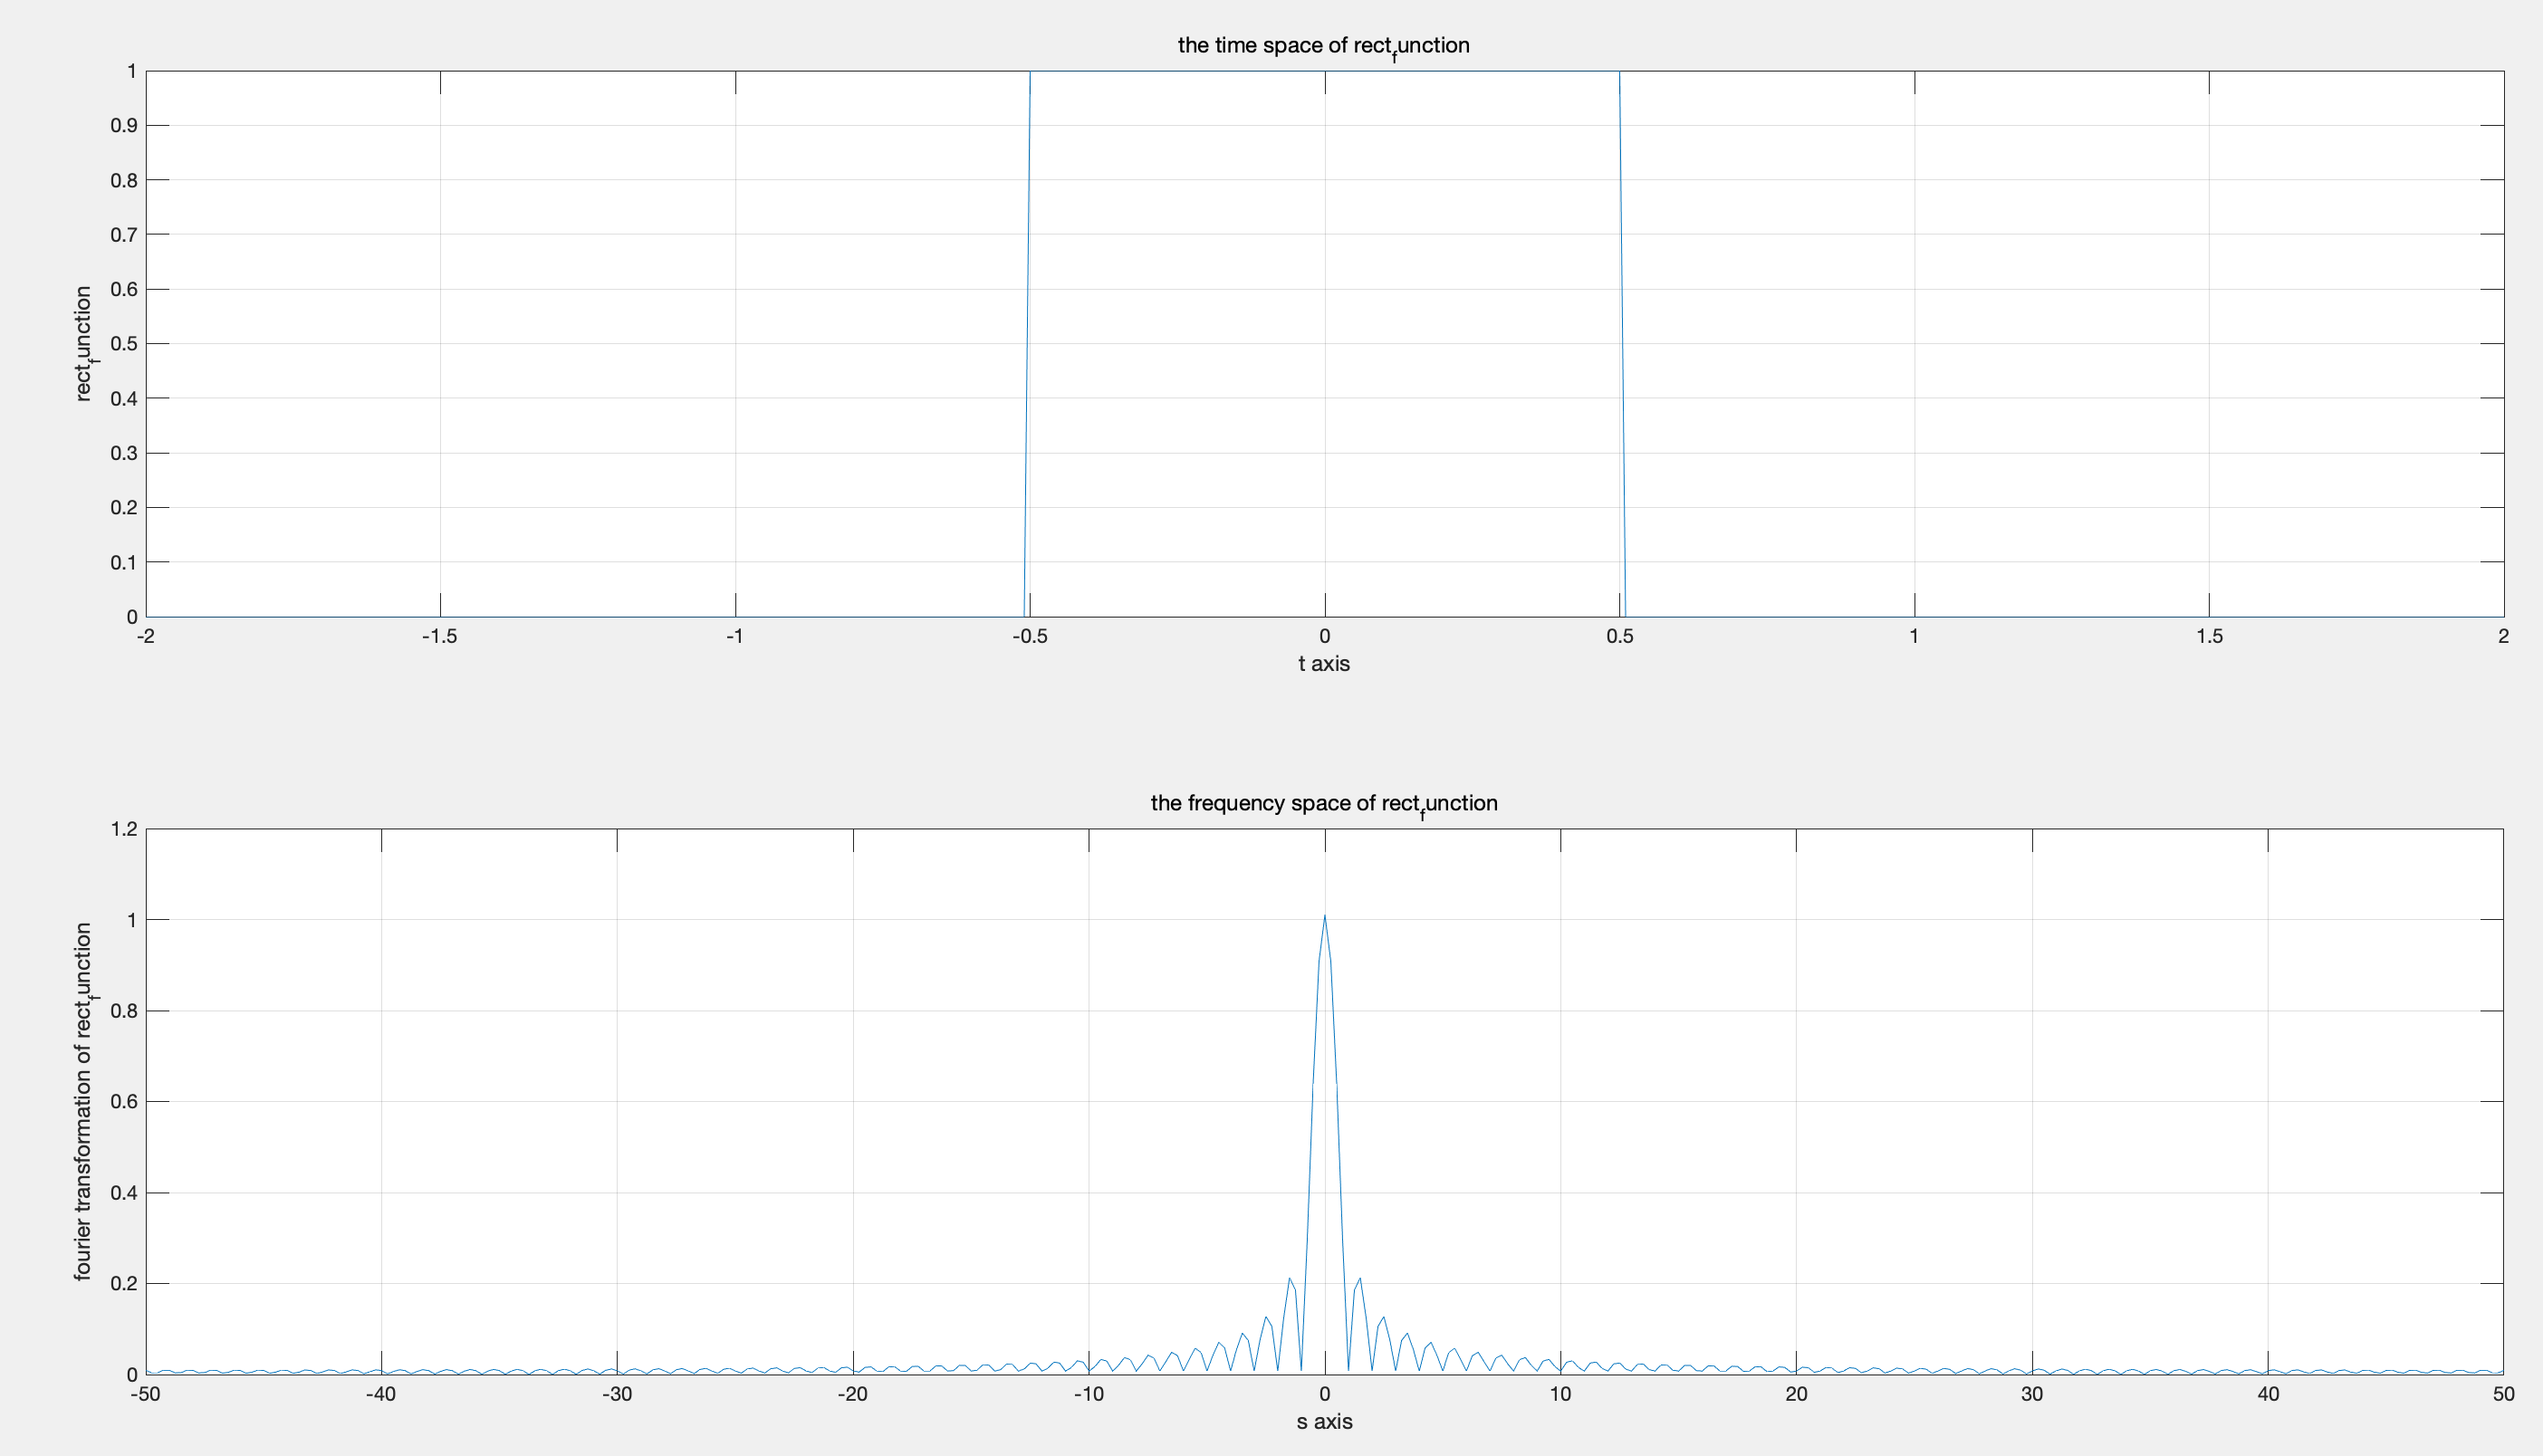 the time space of rect_function
1
0.9
0.8
0.7
0.6
0.5
0.4
0.3
0.2
0.1
0
rect_function
-2 -1.5 -1 -0.5 0 0.5 1 1.5 2
t axis
the frequency space of rect_function
1.2
1
0.8
0.6
0.4
0.2
0
fourier transformation of rect_function
-50 -40 -30 -20 -10 0 10 20 30 40 50
s axis